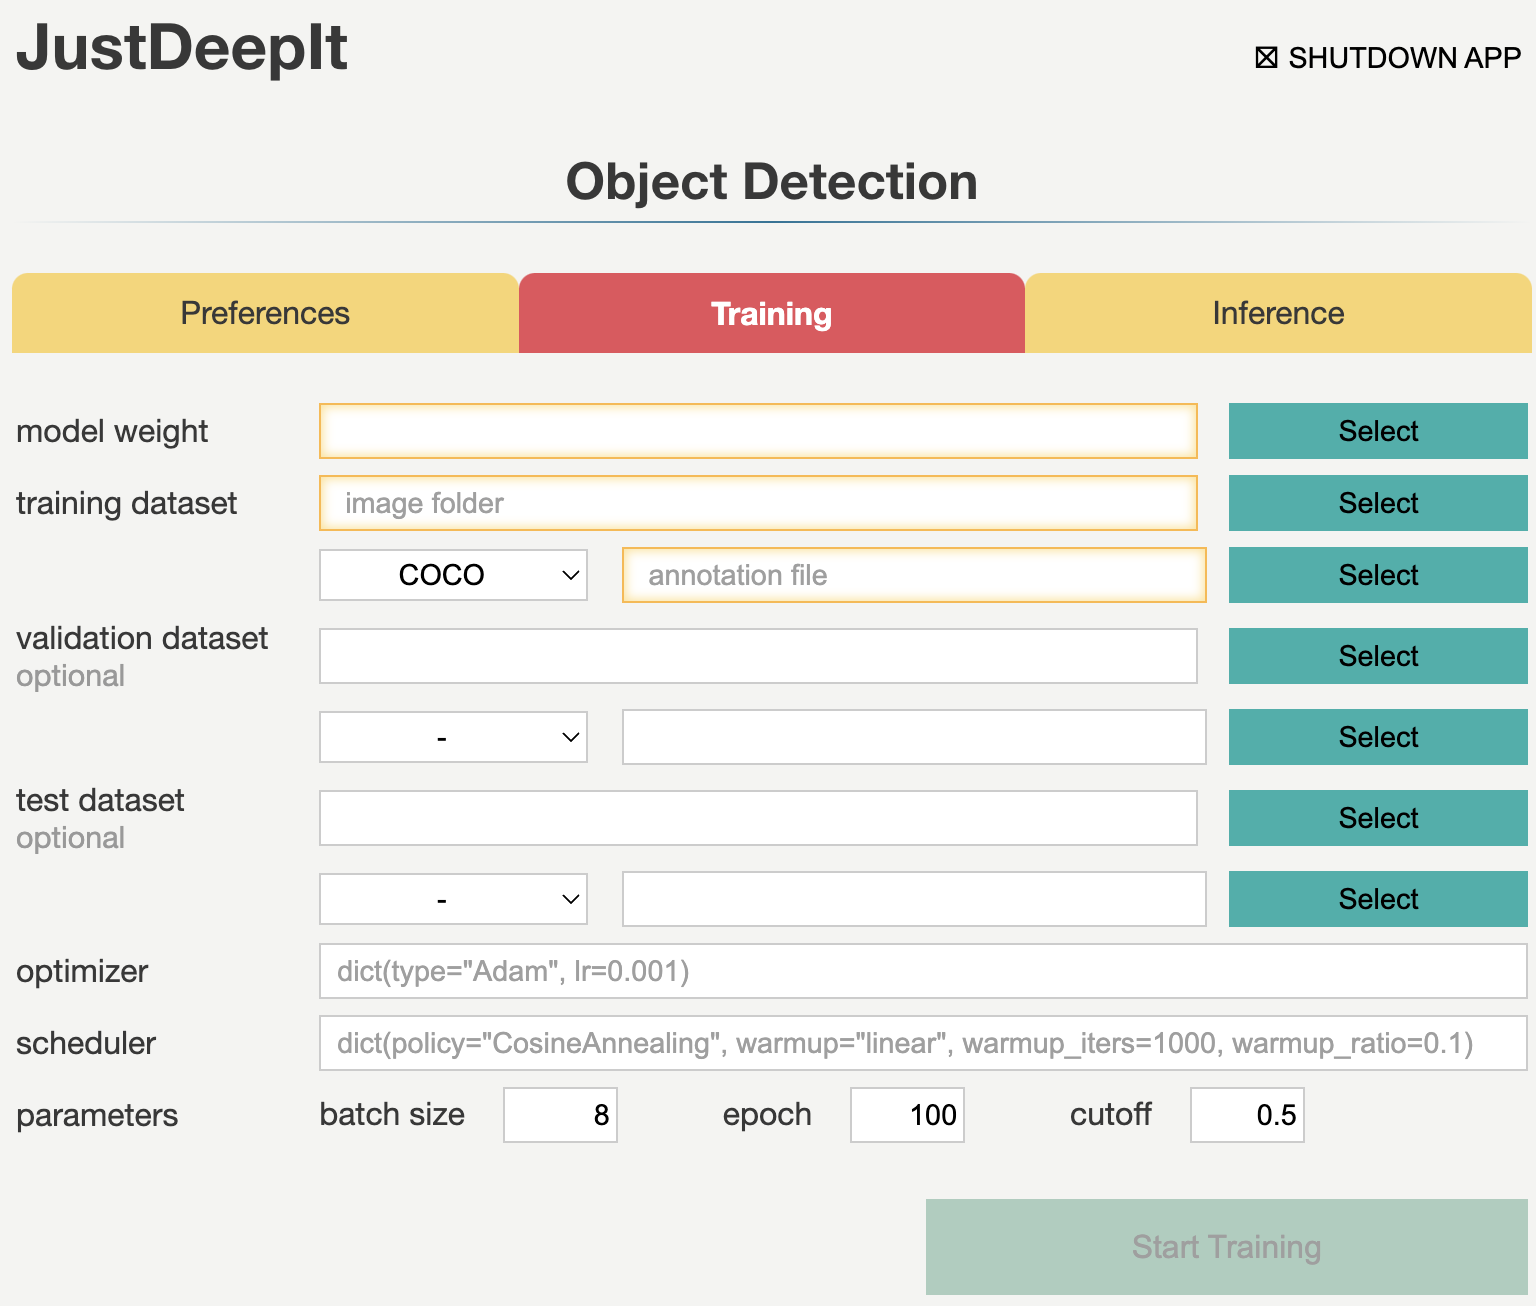 JustDeepIt
☒ SHUTDOWN APP
Object Detection
Preferences
Training
Inference
model weight
Select
training dataset
image folder
Select
COCO
annotation file
Select
validation dataset
optional
Select
-
Select
test dataset
optional
Select
-
Select
optimizer
dict(type="Adam", lr=0.001)
scheduler
dict(policy="CosineAnnealing", warmup="linear", warmup_iters=1000, warmup_ratio=0.1)
parameters
batch size
8
epoch
100
cutoff
0.5
Start Training